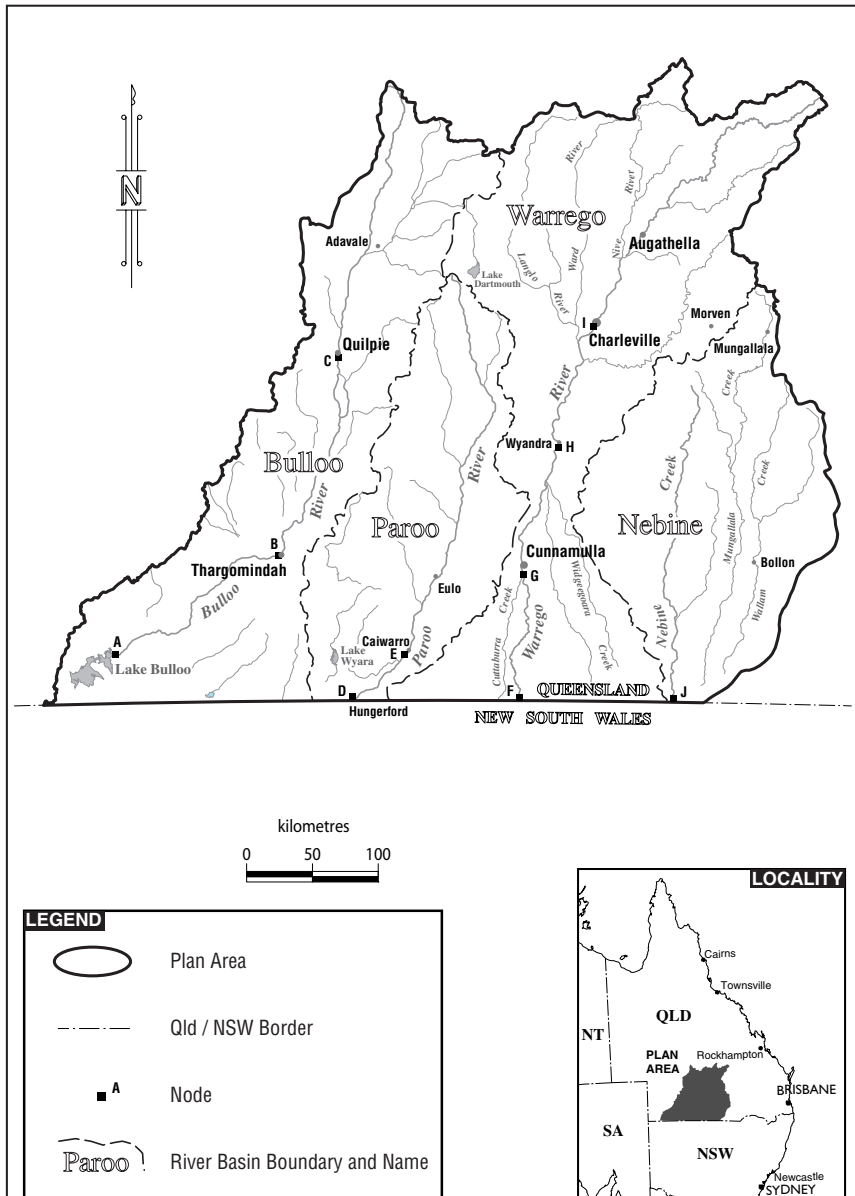 N
Warrego
River
River
Adavale
Augathella
Nive
Ward
Langlo
River
Lake
Dartmouth
Morven
I
Charleville
Mungallala
Quilpie
C
Creek
River
Wyandra
H
Creek
Creek
Bulloo
River
River
Paroo
Nebine
Mungallala
B
Thargomindah
Cunnamulla
G
Bollon
Eulo
Creek
Widgeegoara
Wallam
Bulloo
Warrego
Nebine
A
Lake Bulloo
Lake
Wyara
Caiwarro
E
Paroo
Cuttaburra
Creek
D
Hungerford
F
QUEENSLAND
J
NEW SOUTH WALES
kilometres
0 50 100
LEGEND
Plan Area
Qld / NSW Border
A
Node
Paroo
River Basin Boundary and Name
LOCALITY
Cairns
Townsville
QLD
NT
PLAN
AREA
Rockhampton
BRISBANE
SA
NSW
Newcastle
SYDNEY